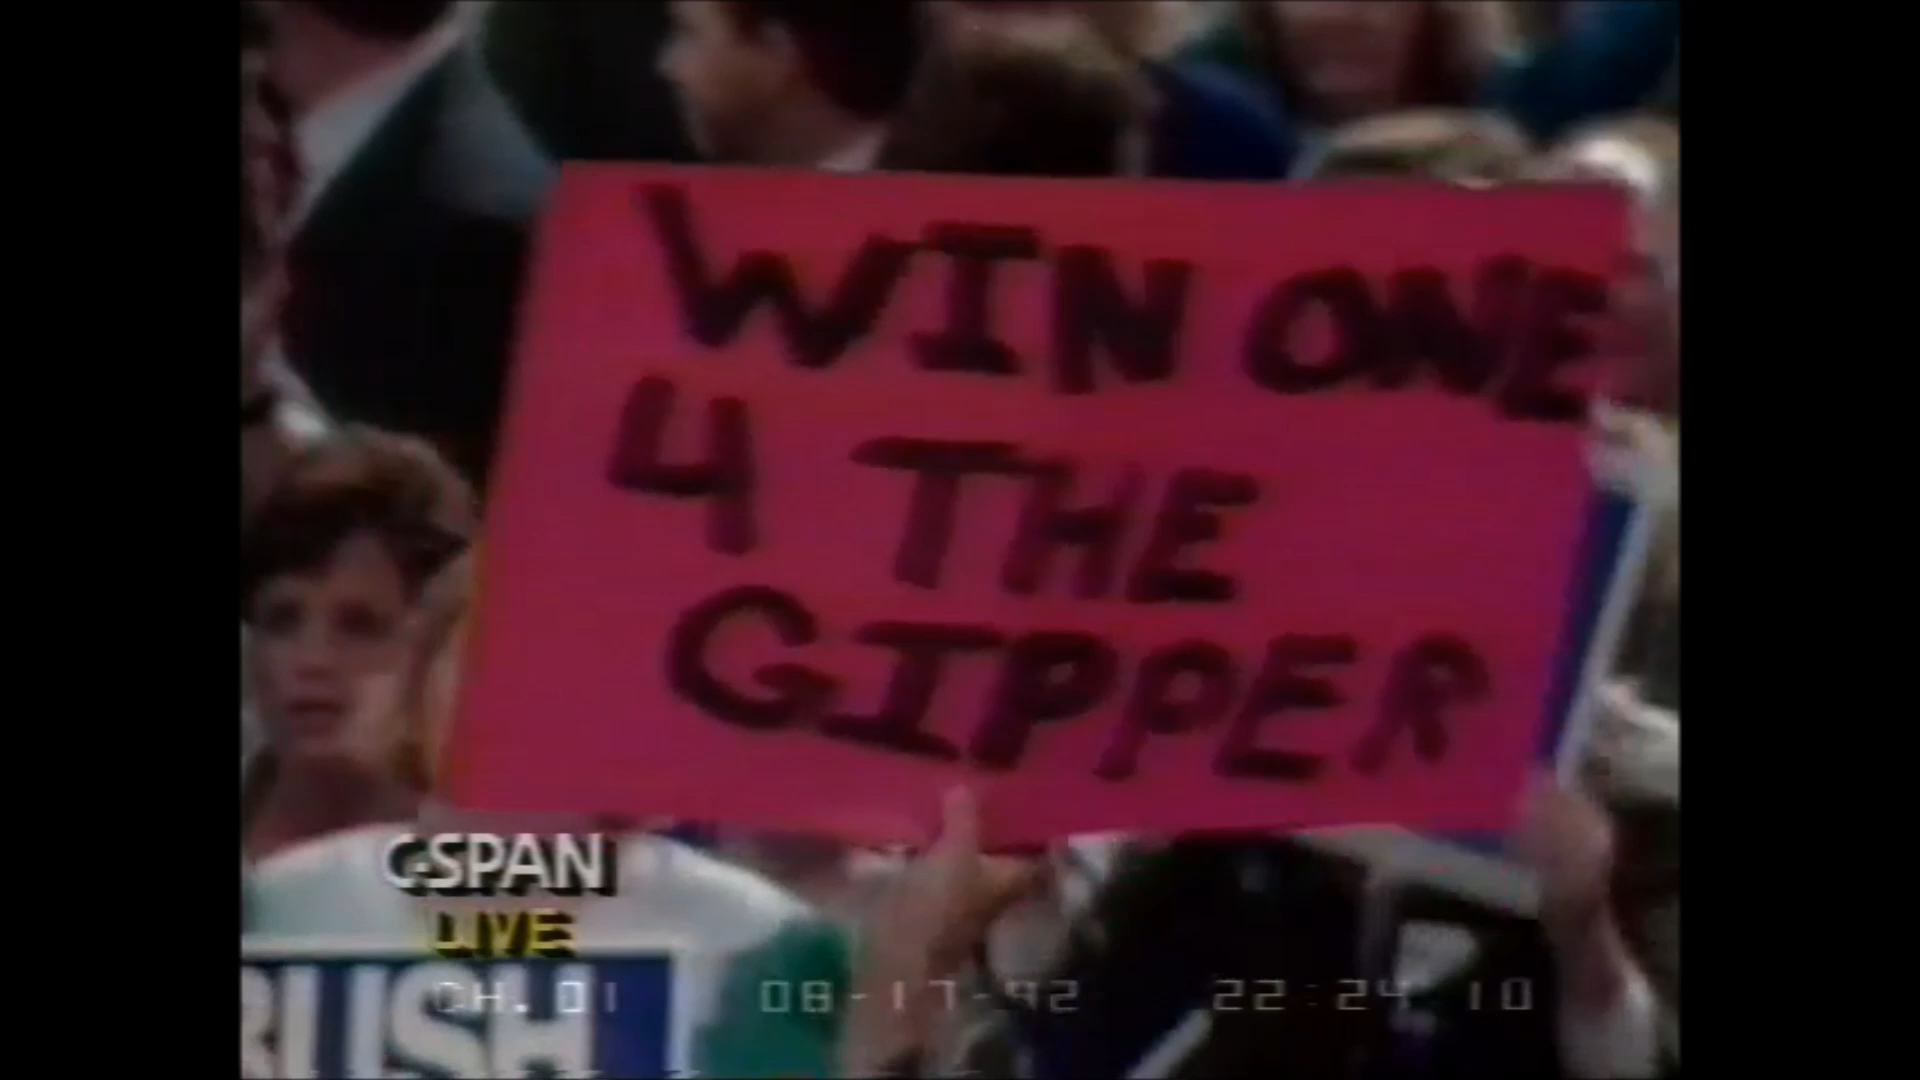 WIN ONE
4 THE
GIPPER
C-SPAN
LIVE
BUSH
CH. 01 08-17-92 22:24 10